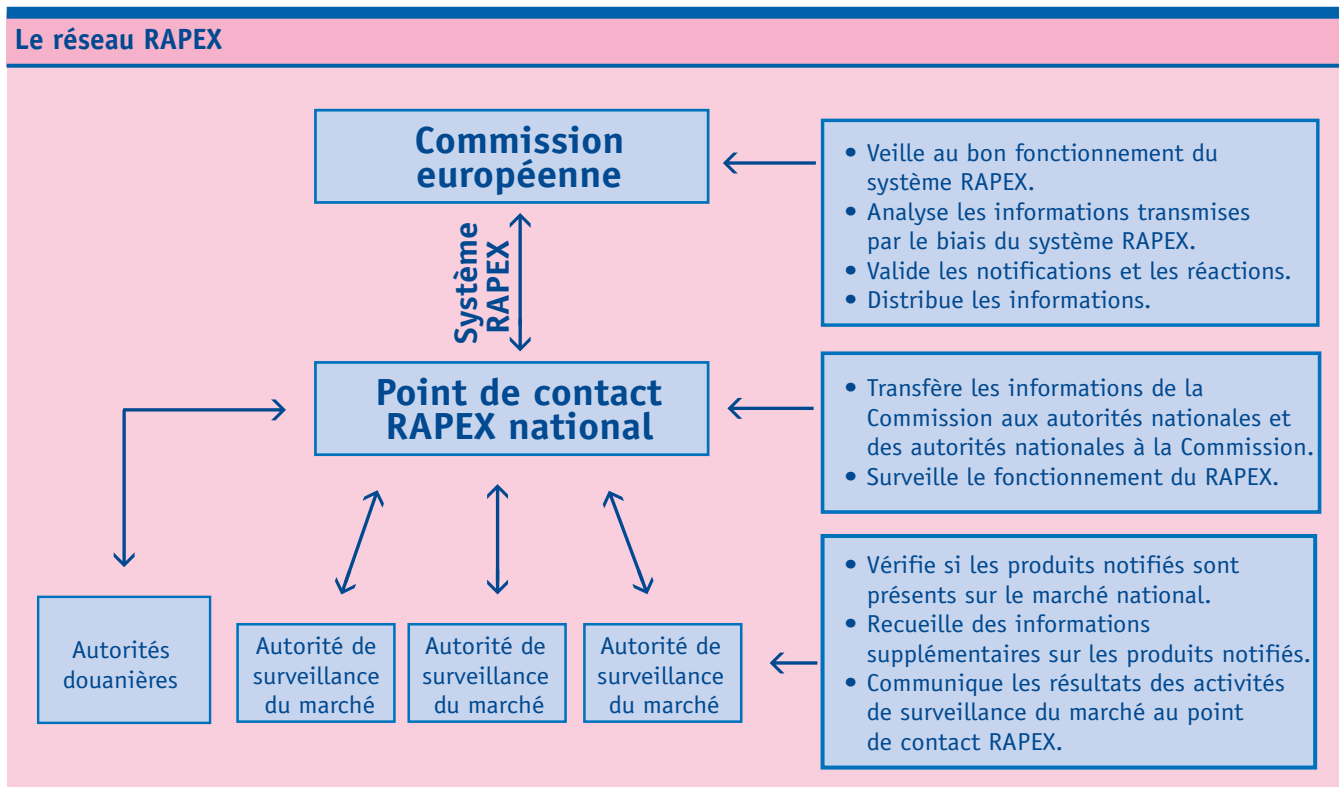 Le réseau RAPEX
Commission
européenne
• Veille au bon fonctionnement du
système RAPEX.
• Analyse les informations transmises
par le biais du système RAPEX.
• Valide les notifications et les réactions.
• Distribue les informations.
Système
RAPEX
Point de contact
RAPEX national
• Transfère les informations de la
Commission aux autorités nationales et
des autorités nationales à la Commission.
• Surveille le fonctionnement du RAPEX.
Autorités
douanières
Autorité de
surveillance
du marché
Autorité de
surveillance
du marché
Autorité de
surveillance
du marché
• Vérifie si les produits notifiés sont
présents sur le marché national.
• Recueille des informations
supplémentaires sur les produits notifiés.
• Communique les résultats des activités
de surveillance du marché au point
de contact RAPEX.